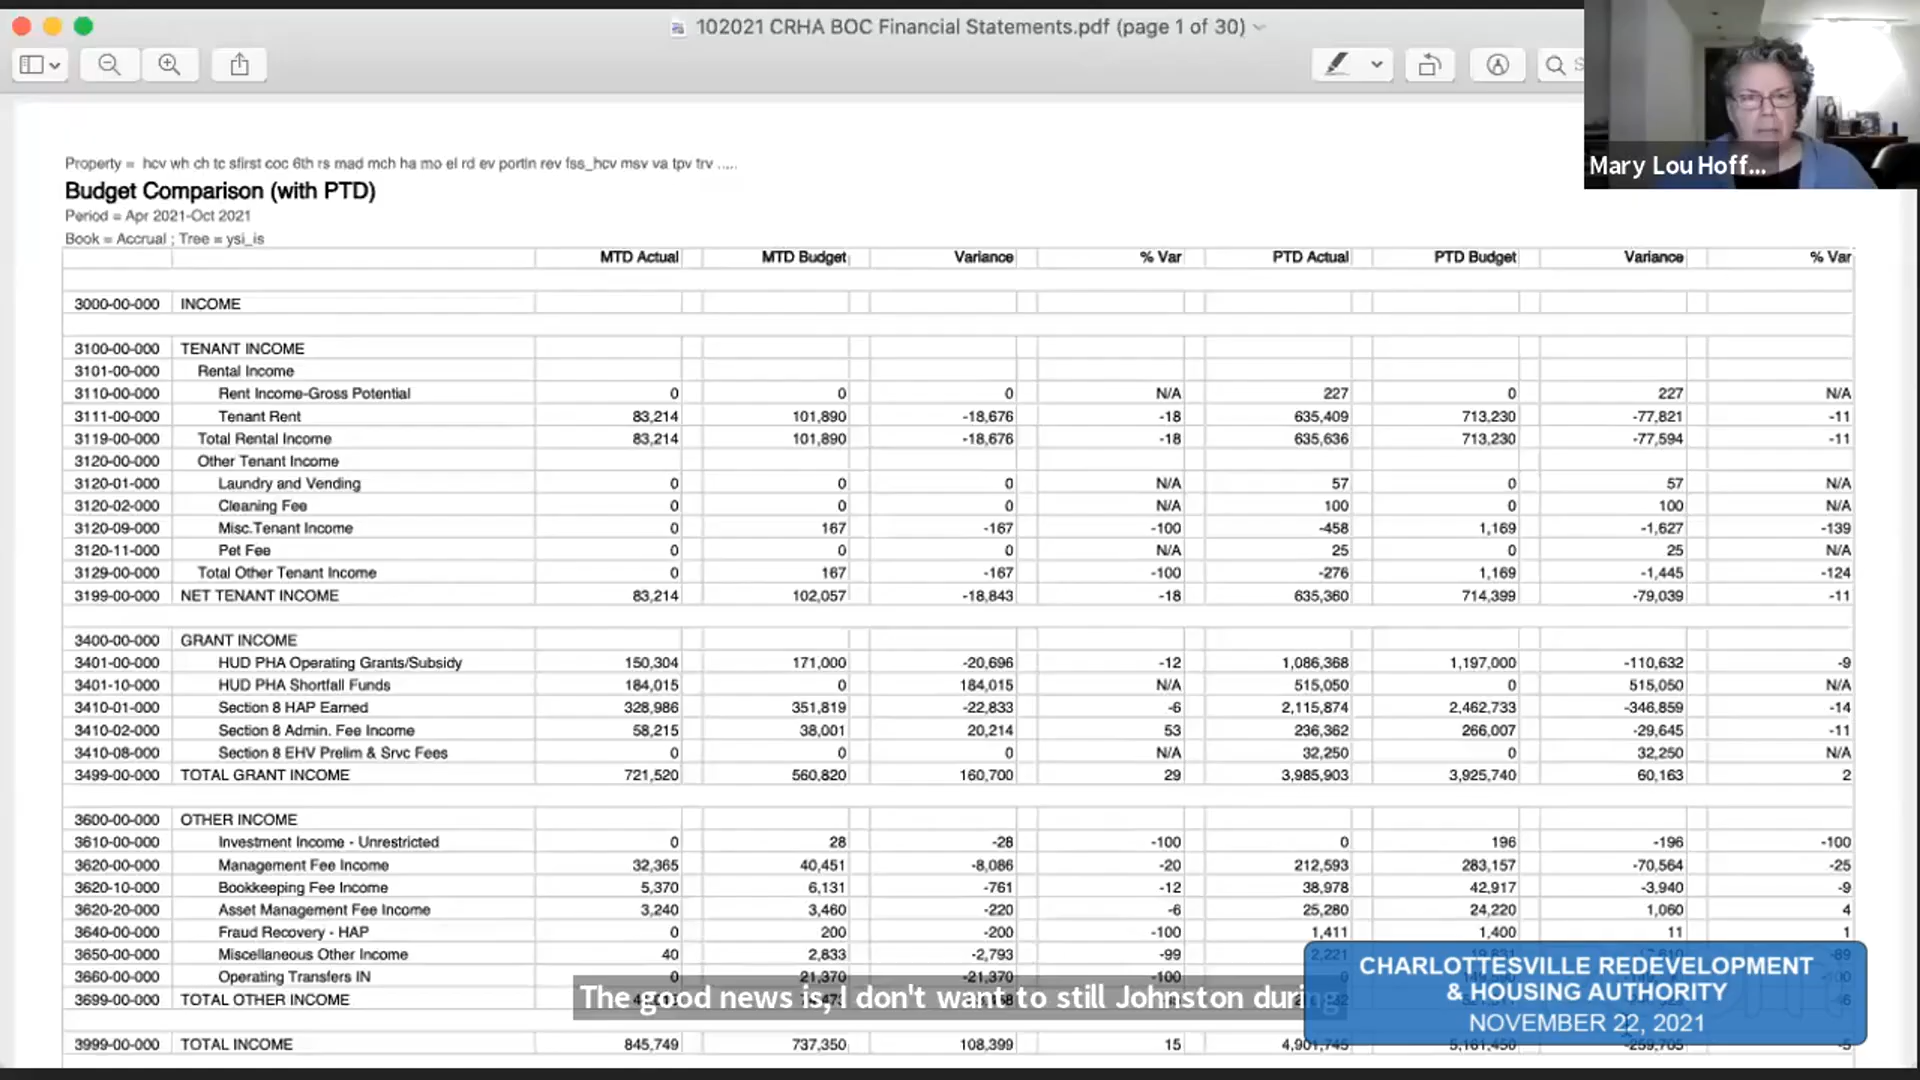 102021 CRHA BOC Financial Statements.pdf (page 1 of 30)
Mary Lou Hoff...
Property = hcv wh ch tc sfirst coc 6th rs mad mch ha mo el rd ev portin rev fss_hcv msv va tpv trv .....
Budget Comparison (with PTD)
Period = Apr 2021-Oct 2021
Book = Accrual ; Tree = ysi_is
MTD Actual MTD Budget Variance % Var PTD Actual PTD Budget Variance % Var
3000-00-000 INCOME
3100-00-000 TENANT INCOME
3101-00-000 Rental Income
3110-00-000 Rent Income-Gross Potential 0 0 0 N/A 227 0 227 N/A
3111-00-000 Tenant Rent 83,214 101,890 -18,676 -18 635,409 713,230 -77,821 -11
3119-00-000 Total Rental Income 83,214 101,890 -18,676 -18 635,636 713,230 -77,594 -11
3120-00-000 Other Tenant Income
3120-01-000 Laundry and Vending 0 0 0 N/A 57 0 57 N/A
3120-02-000 Cleaning Fee 0 0 0 N/A 100 0 100 N/A
3120-09-000 Misc.Tenant Income 0 167 -167 -100 -458 1,169 -1,627 -139
3120-11-000 Pet Fee 0 0 0 N/A 25 0 25 N/A
3129-00-000 Total Other Tenant Income 0 167 -167 -100 -276 1,169 -1,445 -124
3199-00-000 NET TENANT INCOME 83,214 102,057 -18,843 -18 635,360 714,399 -79,039 -11
3400-00-000 GRANT INCOME
3401-00-000 HUD PHA Operating Grants/Subsidy 150,304 171,000 -20,696 -12 1,086,368 1,197,000 -110,632 -9
3401-10-000 HUD PHA Shortfall Funds 184,015 0 184,015 N/A 515,050 0 515,050 N/A
3410-01-000 Section 8 HAP Earned 328,986 351,819 -22,833 -6 2,115,874 2,462,733 -346,859 -14
3410-02-000 Section 8 Admin. Fee Income 58,215 38,001 20,214 53 236,362 266,007 -29,645 -11
3410-08-000 Section 8 EHV Prelim & Srvc Fees 0 0 0 N/A 32,250 0 32,250 N/A
3499-00-000 TOTAL GRANT INCOME 721,520 560,820 160,700 29 3,985,903 3,925,740 60,163 2
3600-00-000 OTHER INCOME
3610-00-000 Investment Income - Unrestricted 0 28 -28 -100 0 196 -196 -100
3620-00-000 Management Fee Income 32,365 40,451 -8,086 -20 212,593 283,157 -70,564 -25
3620-10-000 Bookkeeping Fee Income 5,370 6,131 -761 -12 38,978 42,917 -3,940 -9
3620-20-000 Asset Management Fee Income 3,240 3,460 -220 -6 25,280 24,220 1,060 4
3640-00-000 Fraud Recovery - HAP 0 200 -200 -100 1,411 1,400 11 1
3650-00-000 Miscellaneous Other Income 40 2,833 -2,793 -99 2,221
3660-00-000 Operating Transfers IN 0 21,370 -21,370 -100
3699-00-000 TOTAL OTHER INCOME
The good news is, I don't want to still Johnston during
CHARLOTTESVILLE REDEVELOPMENT
& HOUSING AUTHORITY
NOVEMBER 22, 2021
3999-00-000 TOTAL INCOME 845,749 737,350 108,399 15 4,901,745 5,161,450 -259,705 -5